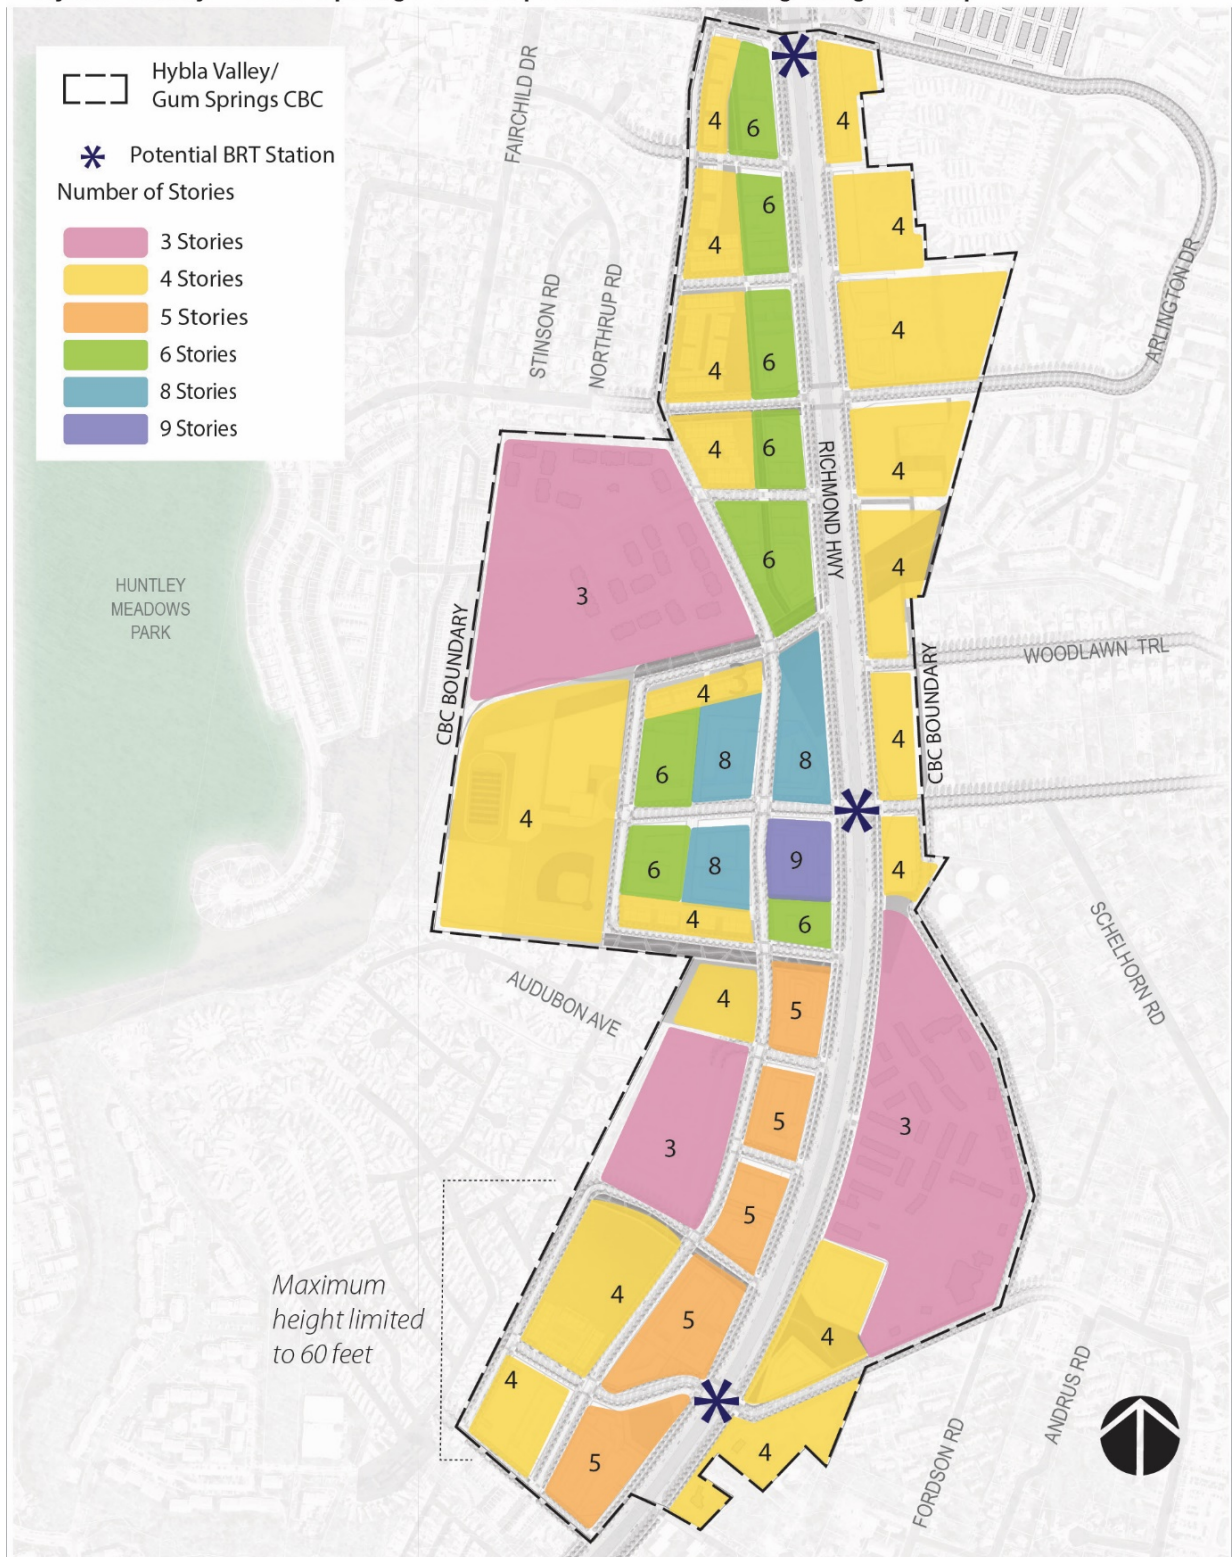 Hybla Valley/
Gum Springs CBC
Potential BRT Station
Number of Stories
3 Stories
4 Stories
5 Stories
6 Stories
8 Stories
9 Stories
FAIRCHILD DR
4
6
4
6
4
4
STINSON RD
NORTHRUP RD
ARLINGTON DR
6
4
4
4
6
4
4
RICHMOND HWY
6
4
3
HUNTLEY
MEADOWS
PARK
CBC BOUNDARY
WOODLAWN TRL
CBC BOUNDARY
4
4
6
8
8
4
6
8
9
4
4
6
SCHELHORN RD
AUDUBON AVE
4
5
5
3
3
5
Maximum
height limited
to 60 feet
4
5
4
4
5
4
ANDRUS RD
FORDSON RD